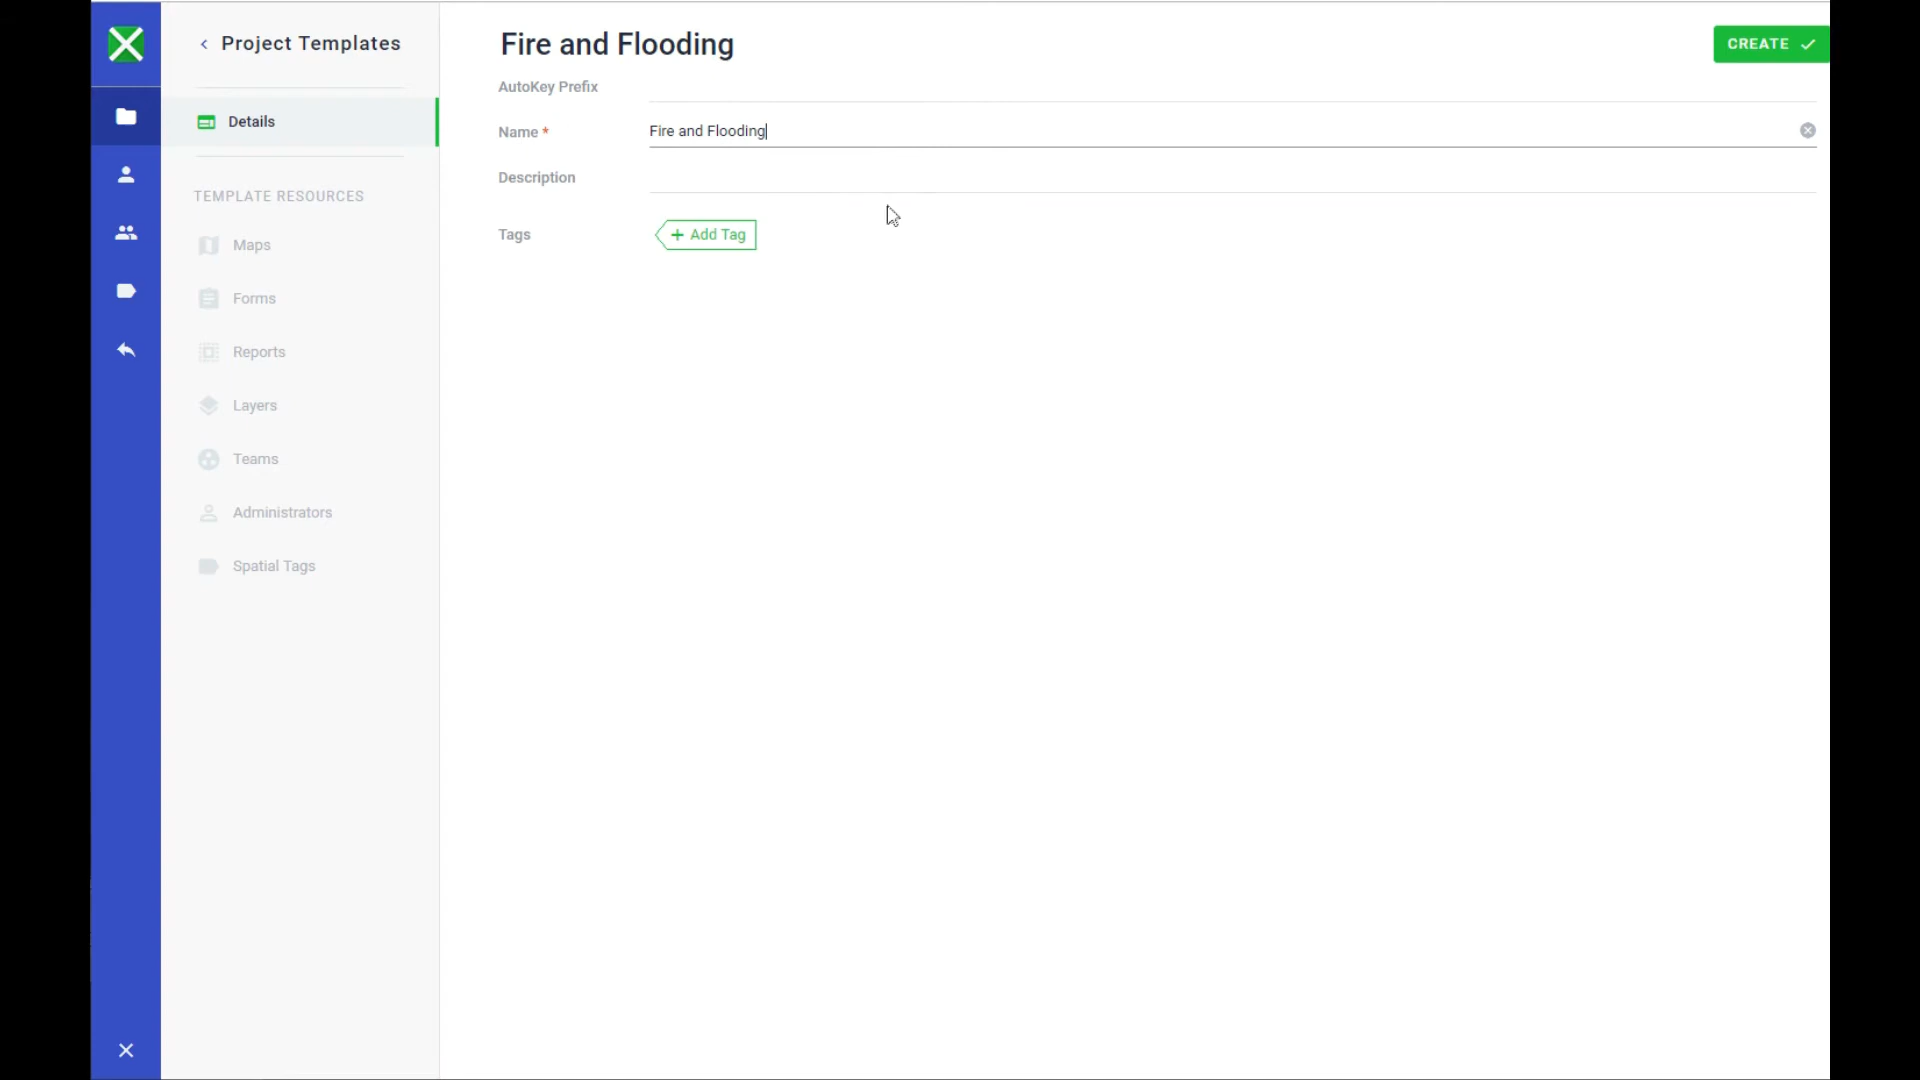 Project Templates
Details
TEMPLATE RESOURCES
Maps
Forms
Reports
Layers
Teams
Administrators
Spatial Tags
Fire and Flooding
CREATE
AutoKey Prefix
Name * Fire and Flooding
Description
Tags + Add Tag